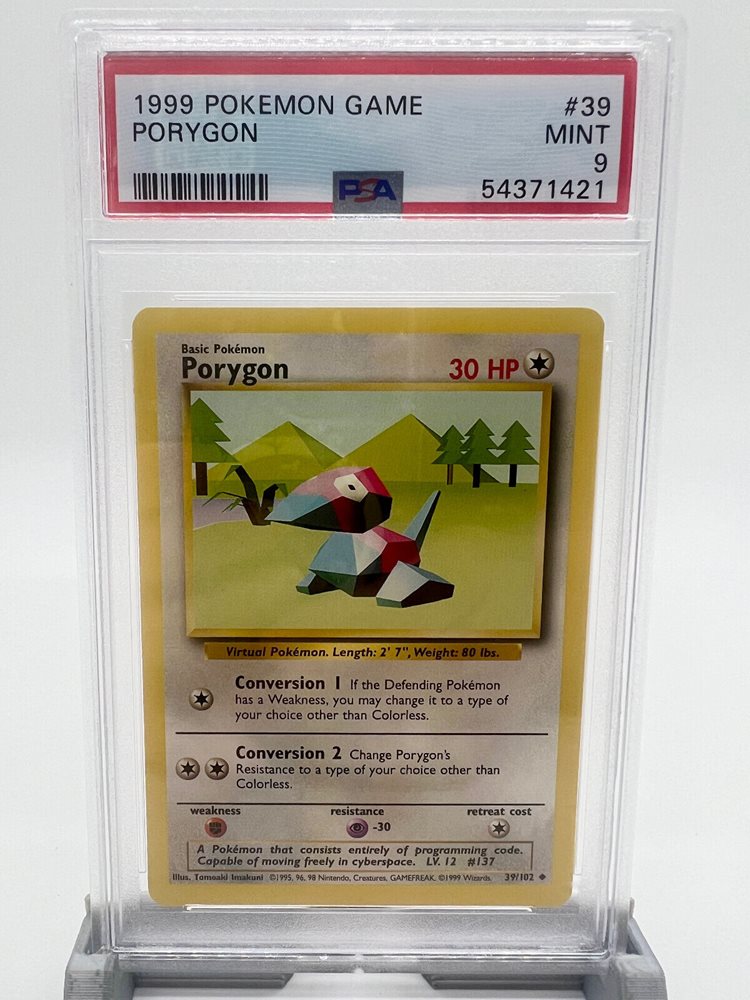 1999 POKEMON GAME #39
PORYGON MINT
9
PSA 54371421
Basic Pokémon
Porygon 30 HP
Virtual Pokémon. Length: 2' 7", Weight: 80 lbs.
Conversion 1 If the Defending Pokémon
has a Weakness, you may change it to a type of
your choice other than Colorless.
Conversion 2 Change Porygon's
Resistance to a type of your choice other than
Colorless.
weakness resistance retreat cost
-30
A Pokémon that consists entirely of programming code.
Capable of moving freely in cyberspace. LV. 12 #137
Illus. Tomoaki Imakuni ©1995, 96, 98 Nintendo, Creatures, GAMEFREAK. ©1999 Wizards. 39/102